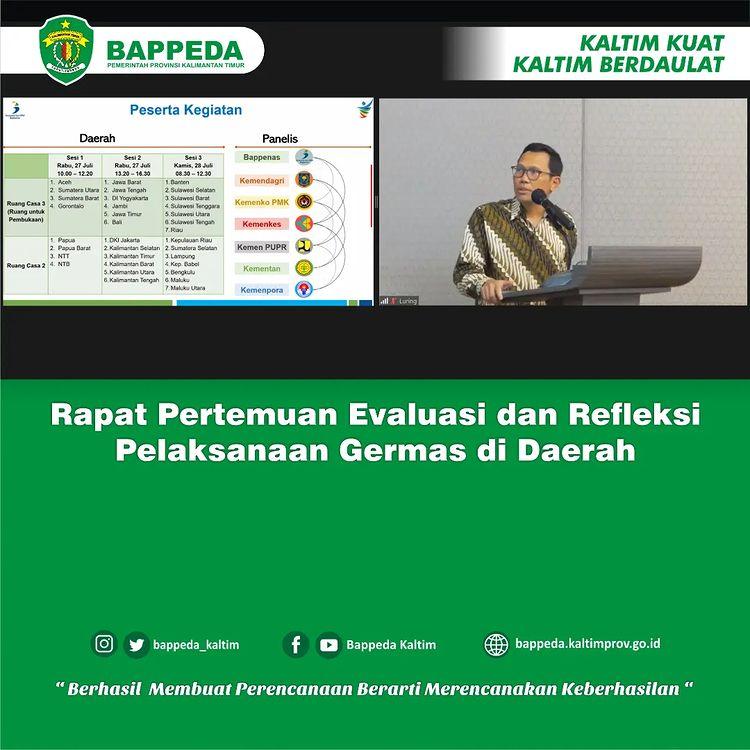 BAPPEDA
PEMERINTAH PROVINSI KALIMANTAN TIMUR
KALTIM KUAT
KALTIM BERDAULAT
Peserta Kegiatan
Daerah
Panelis
Sesi 1
Rabu, 27 Juli
10.00 – 12.20
Sesi 2
Rabu, 27 Juli
13.20 – 16.30
Sesi 3
Kamis, 28 Juli
08.30 – 12.30
Ruang Casa 3
(Ruang untuk
Pembukaan)
1. Aceh
2. Sumatera Utara
3. Sumatera Barat
4. Gorontalo
1. Jawa Barat
2. Jawa Tengah
3. DI Yogyakarta
4. Jambi
5. Jawa Timur
6. Bali
1. Banten
2. Sulawesi Selatan
3. Sulawesi Barat
4. Sulawesi Tenggara
5. Sulawesi Utara
6. Sulawesi Tengah
7. Riau
Ruang Casa 2
1. Papua
2. Papua Barat
3. NTT
4. NTB
1. DKI Jakarta
2. Kalimantan Selatan
3. Kalimantan Timur
4. Kalimantan Barat
5. Kalimantan Utara
6. Kalimantan Tengah
1. Kepulauan Riau
2. Sumatera Selatan
3. Lampung
4. Kep. Babel
5. Bengkulu
6. Maluku
7. Maluku Utara
Bappenas
Kemendagri
Kemenko PMK
Kemenkes
Kemen PUPR
Kementan
Kemenpora
Luring
Rapat Pertemuan Evaluasi dan Refleksi
Pelaksanaan Germas di Daerah
bappeda_kaltim
Bappeda Kaltim
bappeda.kaltimprov.go.id
“ Berhasil Membuat Perencanaan Berarti Merencanakan Keberhasilan “